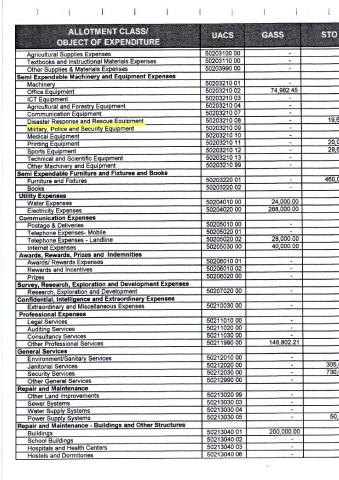 ALLOTMENT CLASS/ OBJECT OF EXPENDITURE UACS GASS STO
Agricultural Supplies Expenses 50203100 00 -
Textbooks and Instructional Materials Expenses 50203110 00 -
Other Supplies & Materials Expenses 50203990 00 -
Semi Expendable Machinery and Equipment Expenses
Machinery 50203210 01 -
Office Equipment 50203210 02 74,982.45
ICT Equipment 50203210 03 -
Agricultural and Forestry Equipment 50203210 04 -
Communication Equipment 50203210 07 -
Disaster Response and Rescue Equipment 50203210 08 - 19,6
Military, Police and Security Equipment 50203210 09 -
Medical Equipment 50203210 10 -
Printing Equipment 50203210 11 - 20,0
Sports Equipment 50203210 12 - 29,6
Technical and Scientific Equipment 50203210 13 -
Other Machinery and Equipment 50203210 99 -
Semi Expendable Furniture and Fixtures and Books
Furniture and Fixtures 50203220 01 - 460,0
Books 50203220 02 -
Utility Expenses
Water Expenses 50204010 00 24,000.00
Electricity Expenses 50204020 00 288,000.00
Communication Expenses
Postage & Deliveries 50205010 00 -
Telephone Expenses- Mobile 50205020 01 -
Telephone Expenses - Landline 50205020 02 28,000.00
Internet Expenses 50205030 00 40,000.00
Awards, Rewards, Prizes and Indemnities
Awards/ Rewards Expenses 50206010 01 -
Rewards and Incentives 50206010 02 -
Prizes 50206020 00 -
Survey, Research, Exploration and Development Expenses
Research, Exploration and Development 50207020 00 -
Confidential, Intelligence and Extraordinary Expenses
Extraordinary and Miscellaneous Expenses 50210030 00 -
Professional Expenses
Legal Services 50211010 00 -
Auditing Services 50211020 00 -
Consultancy Services 50211030 00 -
Other Professional Services 50211990 00 148,802.21
General Services
Environment/Sanitary Services 50212010 00 -
Janitorial Services 50212020 00 - 305,
Security Services 50212030 00 - 730,
Other General Services 50212990 00 -
Repair and Maintenance
Other Land Improvements 50213020 99 -
Sewer Systems 50213030 03 -
Water Supply Systems 50213030 04 -
Power Supply Systems 50213030 05 - 50,
Repair and Maintenance - Buildings and Other Structures
Buildings 50213040 01 200,000.00
School Buildings 50213040 02 -
Hospitals and Health Centers 50213040 03 -
Hostels and Dormitories 50213040 06 -